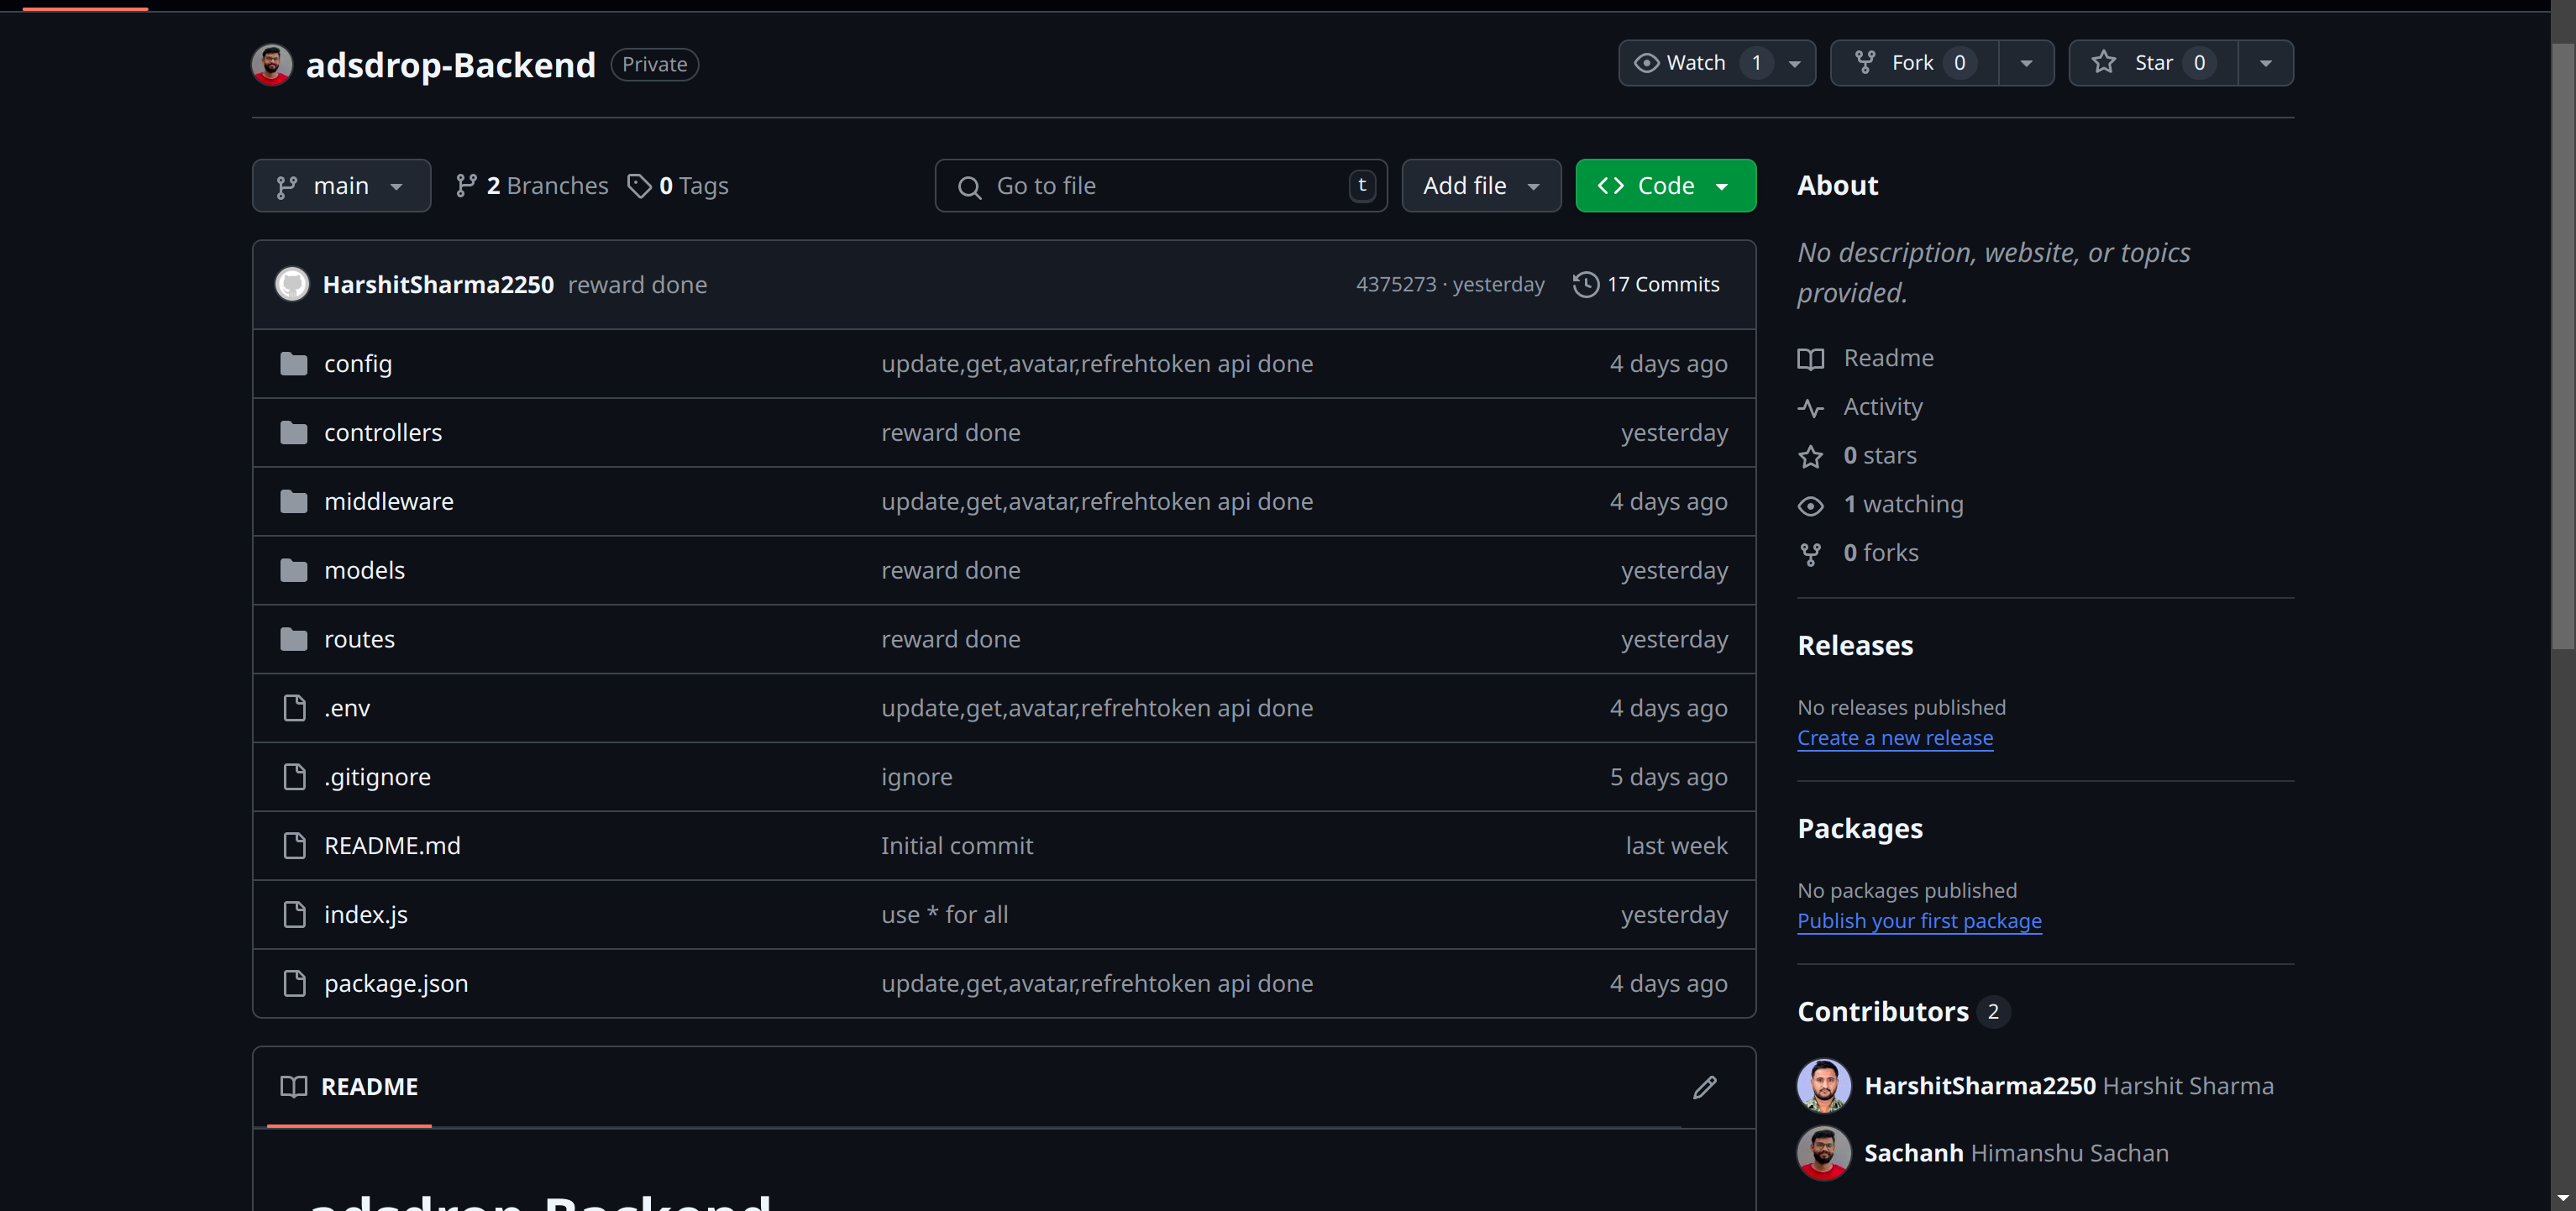 adsdrop-Backend Private
Watch 1 Fork 0 Star 0
main 2 Branches 0 Tags Go to file t Add file Code
HarshitSharma2250 reward done 4375273 · yesterday 17 Commits
config update,get,avatar,refrehtoken api done 4 days ago
controllers reward done yesterday
middleware update,get,avatar,refrehtoken api done 4 days ago
models reward done yesterday
routes reward done yesterday
.env update,get,avatar,refrehtoken api done 4 days ago
.gitignore ignore 5 days ago
README.md Initial commit last week
index.js use * for all yesterday
package.json update,get,avatar,refrehtoken api done 4 days ago
README
adsdrop-Backend
About
No description, website, or topics
provided.
Readme
Activity
0 stars
1 watching
0 forks
Releases
No releases published
Create a new release
Packages
No packages published
Publish your first package
Contributors 2
HarshitSharma2250 Harshit Sharma
Sachanh Himanshu Sachan